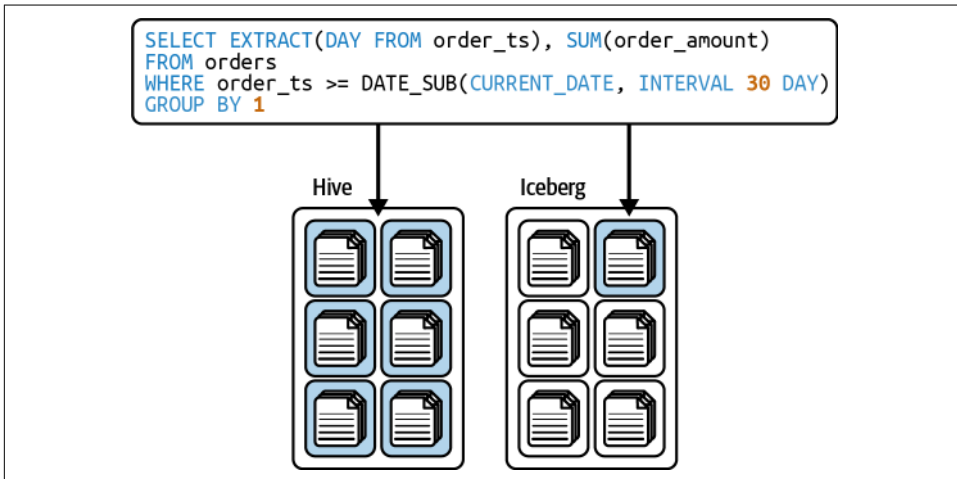 SELECT EXTRACT(DAY FROM order_ts), SUM(order_amount)
FROM orders
WHERE order_ts >= DATE_SUB(CURRENT_DATE, INTERVAL 30 DAY)
GROUP BY 1
Hive
Iceberg